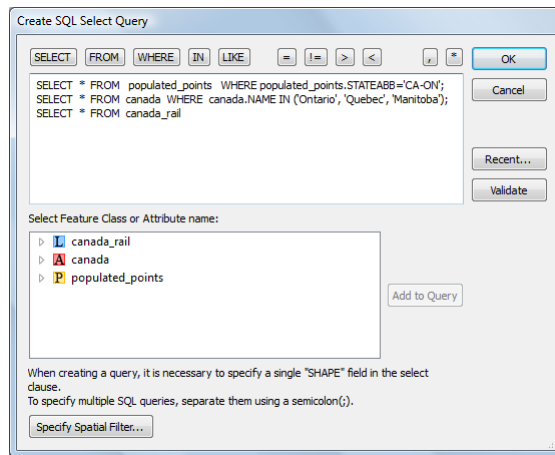 Create SQL Select Query
SELECT FROM WHERE IN LIKE = != > < , * OK
SELECT * FROM populated_points WHERE populated_points.STATEABB='CA-ON';
SELECT * FROM canada WHERE canada.NAME IN ('Ontario', 'Quebec', 'Manitoba');
SELECT * FROM canada_rail
Cancel
Recent...
Validate
Select Feature Class or Attribute name:
L canada_rail
A canada
P populated_points
Add to Query
When creating a query, it is necessary to specify a single "SHAPE" field in the select
clause.
To specify multiple SQL queries, separate them using a semicolon(;).
Specify Spatial Filter...